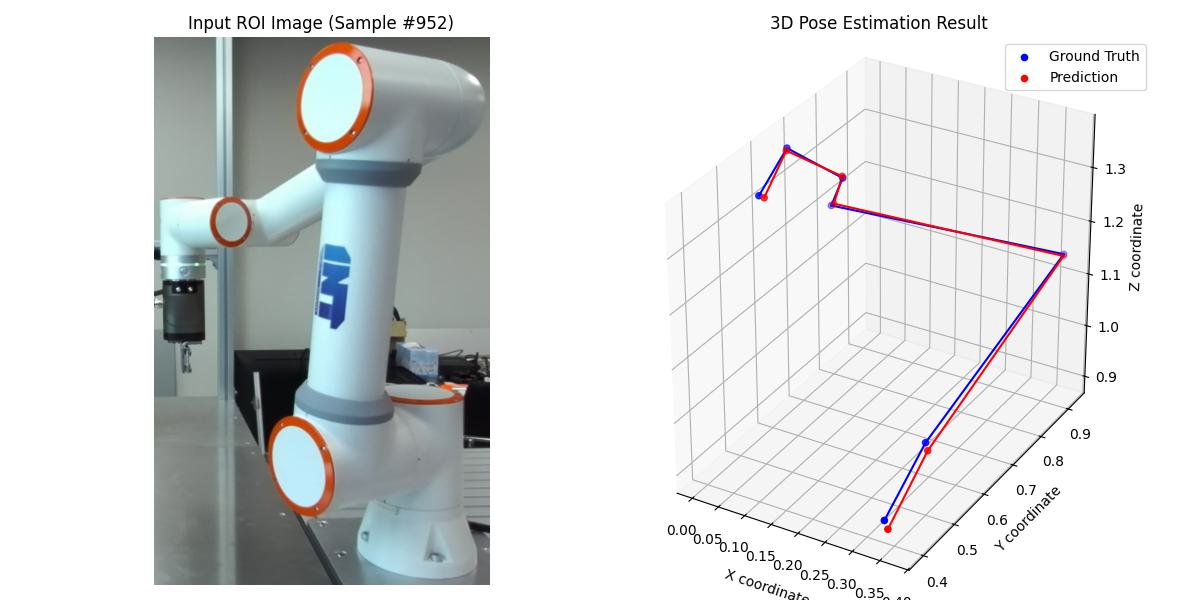 Input ROI Image (Sample #952)
3D Pose Estimation Result
Ground Truth
Prediction
1.3
1.2
1.1
1.0
0.9
Z coordinate
0.9
0.8
0.7
0.6
0.5
0.4
Y coordinate
0.00
0.05
0.10
0.15
0.20
0.25
0.30
0.35
0.40
X coordinate